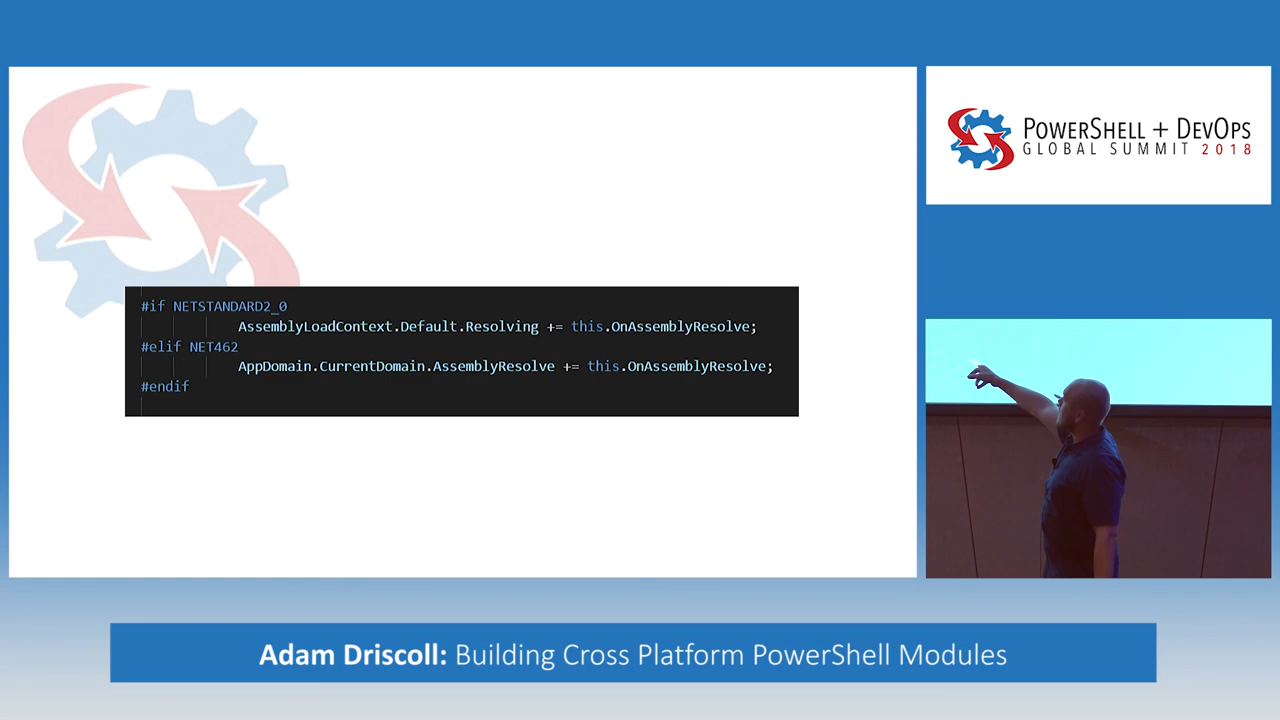 #if NETSTANDARD2_0
AssemblyLoadContext.Default.Resolving += this.OnAssemblyResolve;
#elif NET462
AppDomain.CurrentDomain.AssemblyResolve += this.OnAssemblyResolve;
#endif
POWERSHELL + DEVOPS
GLOBAL SUMMIT 2018
Adam Driscoll: Building Cross Platform PowerShell Modules